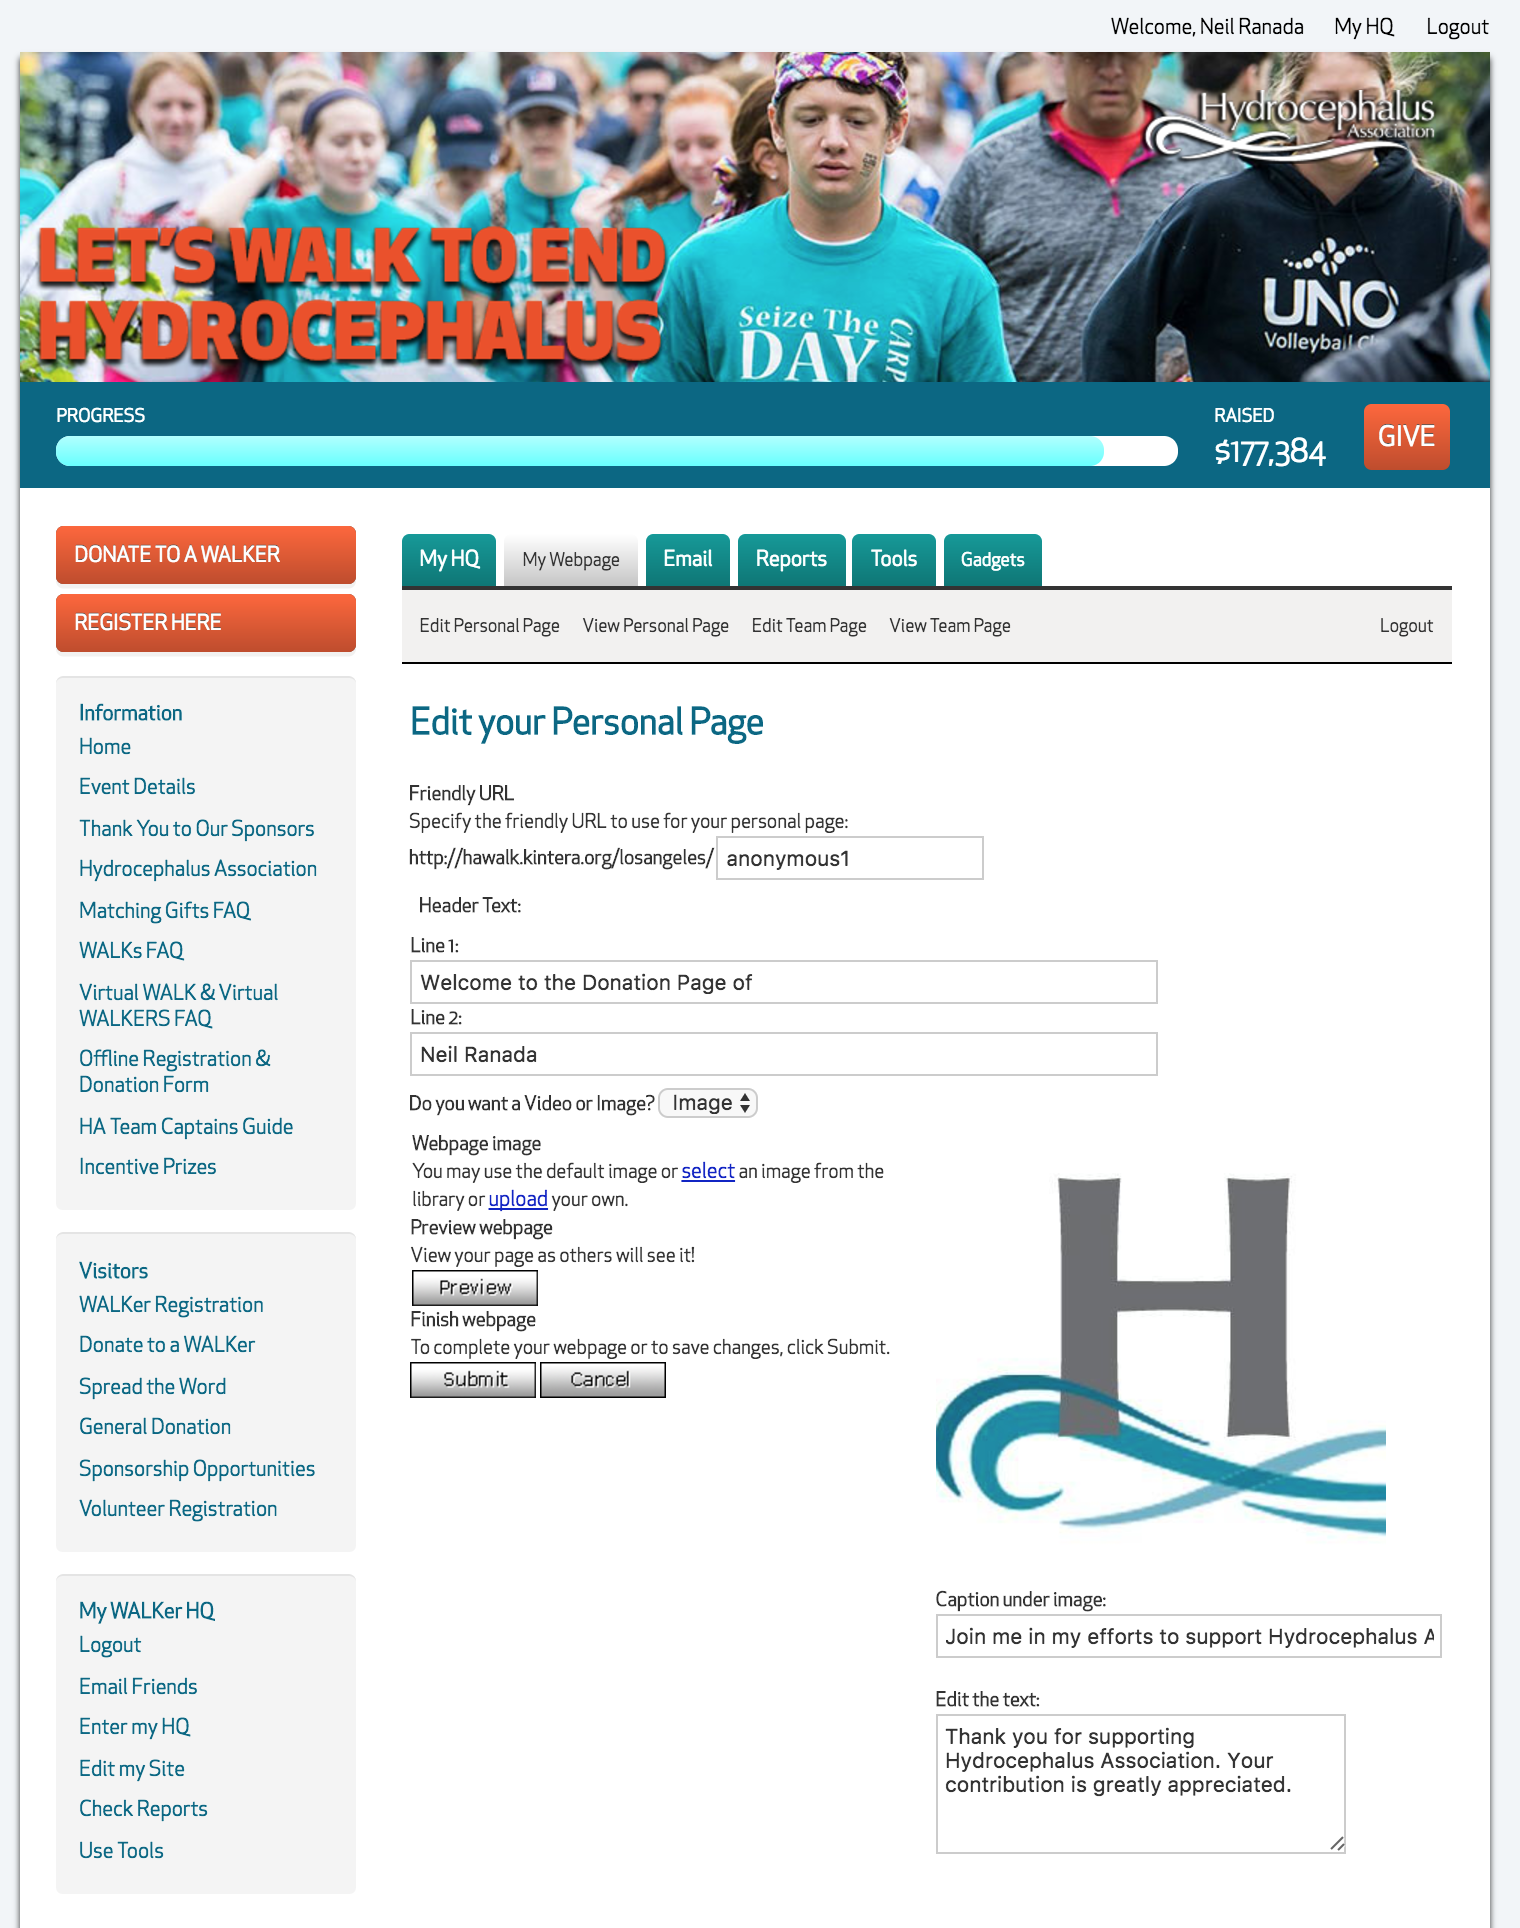 Welcome, Neil Ranada My HQ Logout
Hydrocephalus
Association
LET'S WALK TO END
HYDROCEPHALUS
Seize The
DAY
CARP
UNO
Volleyball
PROGRESS
RAISED
$177,384
GIVE
DONATE TO A WALKER
REGISTER HERE
Information
Home
Event Details
Thank You to Our Sponsors
Hydrocephalus Association
Matching Gifts FAQ
WALKs FAQ
Virtual WALK & Virtual
WALKERS FAQ
Offline Registration &
Donation Form
HA Team Captains Guide
Incentive Prizes
Visitors
WALKer Registration
Donate to a WALKer
Spread the Word
General Donation
Sponsorship Opportunities
Volunteer Registration
My WALKer HQ
Logout
Email Friends
Enter my HQ
Edit my Site
Check Reports
Use Tools
My HQ My Webpage Email Reports Tools Gadgets
Edit Personal Page View Personal Page Edit Team Page View Team Page Logout
Edit your Personal Page
Friendly URL
Specify the friendly URL to use for your personal page:
http://hawalk.kintera.org/losangeles/ anonymous1
Header Text:
Line 1:
Welcome to the Donation Page of
Line 2:
Neil Ranada
Do you want a Video or Image? Image
Webpage image
You may use the default image or select an image from the
library or upload your own.
Preview webpage
View your page as others will see it!
Preview
Finish webpage
To complete your webpage or to save changes, click Submit.
Submit Cancel
H
Caption under image:
Join me in my efforts to support Hydrocephalus A
Edit the text:
Thank you for supporting
Hydrocephalus Association. Your
contribution is greatly appreciated.